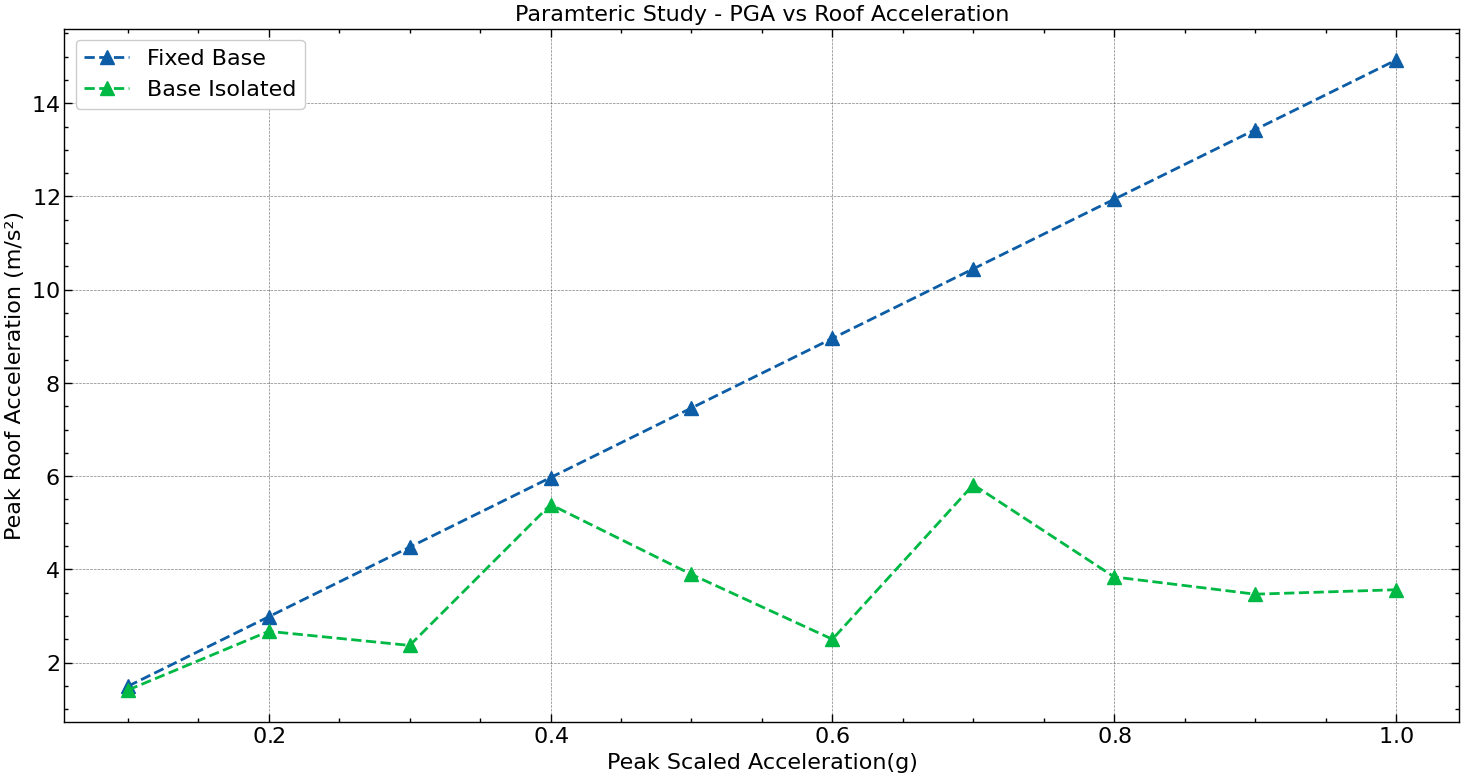 Paramteric Study - PGA vs Roof Acceleration
Fixed Base
Base Isolated
Peak Roof Acceleration (m/s²)
14
12
10
8
6
4
2
0.2
0.4
0.6
0.8
1.0
Peak Scaled Acceleration(g)